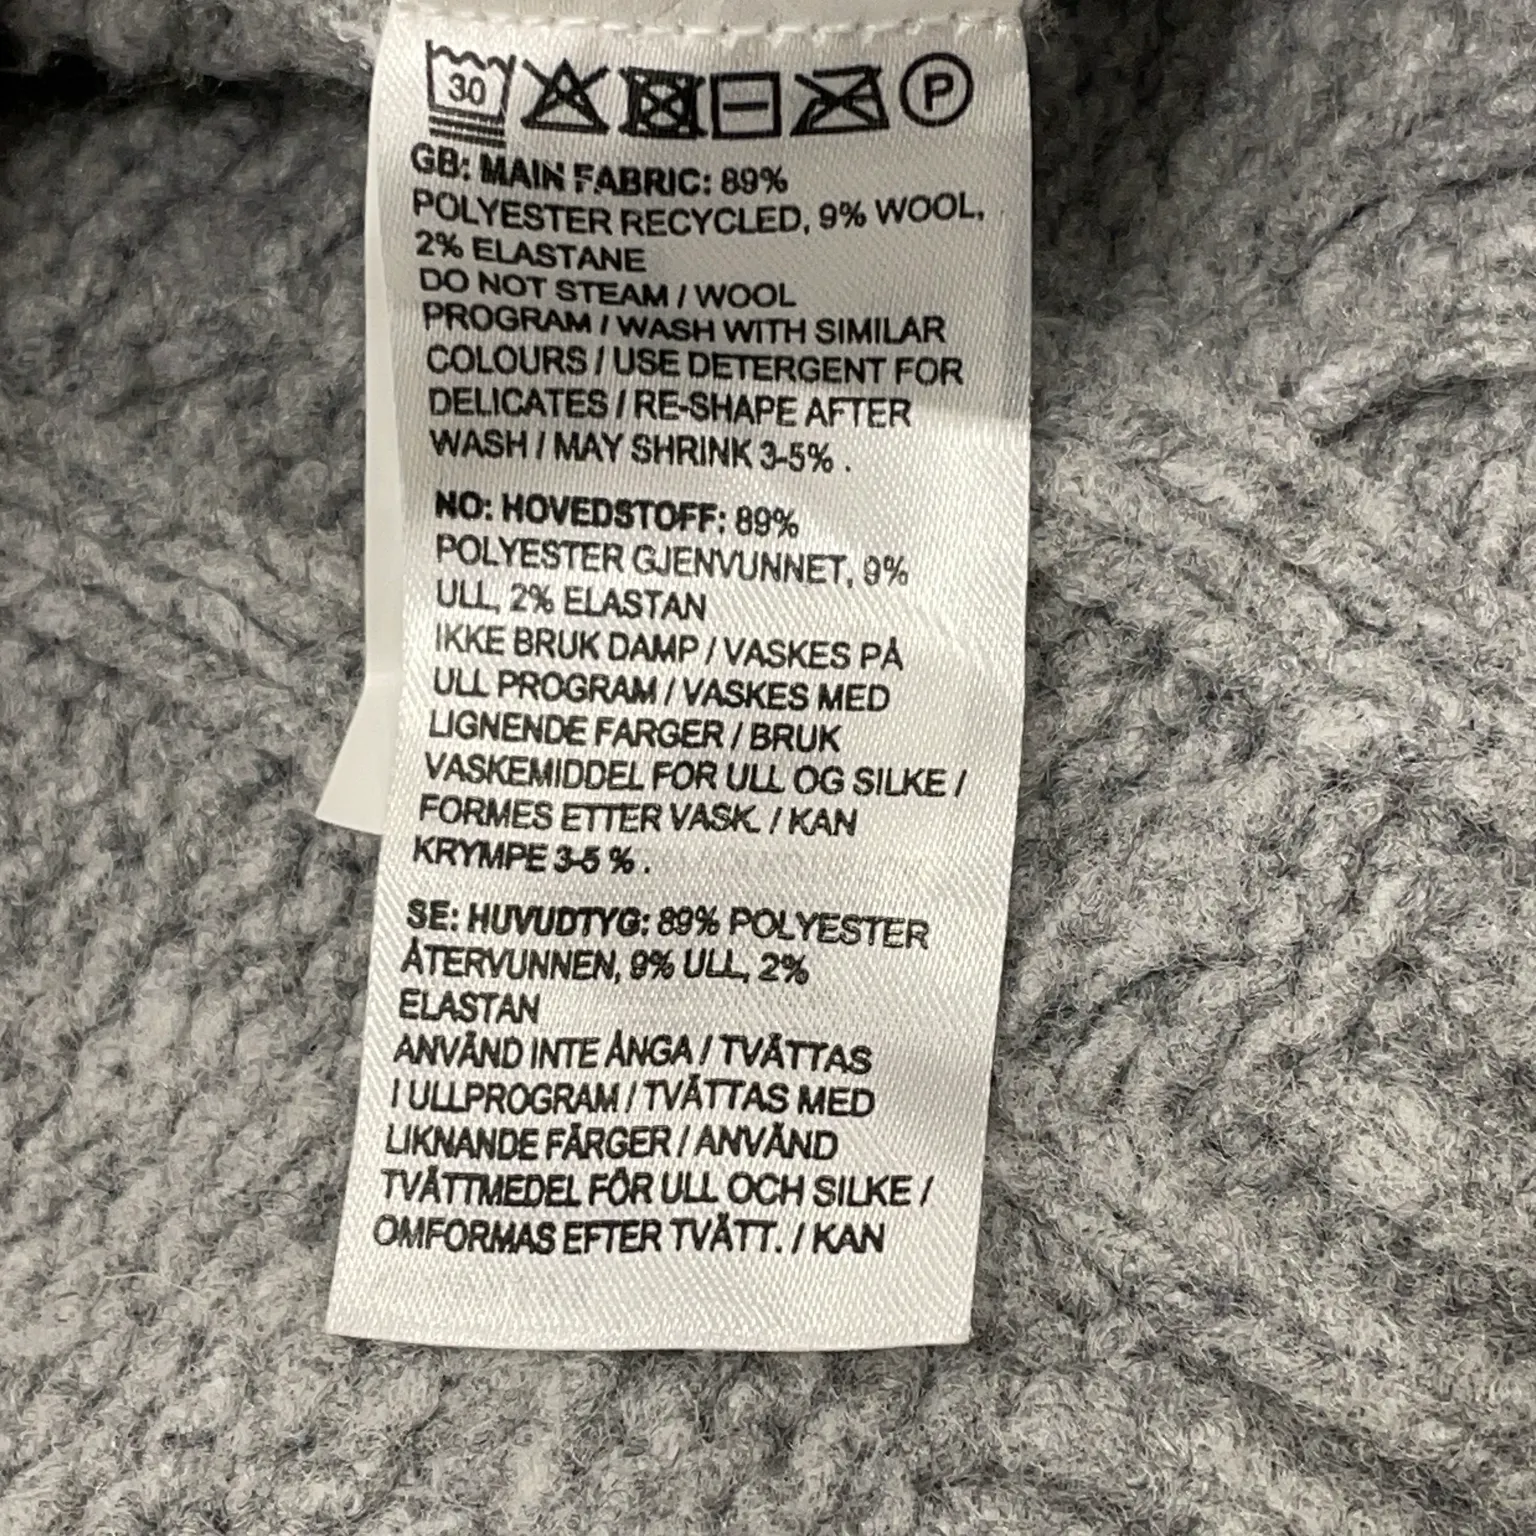 30 P
GB: MAIN FABRIC: 89%
POLYESTER RECYCLED, 9% WOOL,
2% ELASTANE
DO NOT STEAM / WOOL
PROGRAM / WASH WITH SIMILAR
COLOURS / USE DETERGENT FOR
DELICATES / RE-SHAPE AFTER
WASH / MAY SHRINK 3-5% .
NO: HOVEDSTOFF: 89%
POLYESTER GJENVUNNET, 9%
ULL, 2% ELASTAN
IKKE BRUK DAMP / VASKES PÅ
ULL PROGRAM / VASKES MED
LIGNENDE FARGER / BRUK
VASKEMIDDEL FOR ULL OG SILKE /
FORMES ETTER VASK. / KAN
KRYMPE 3-5 % .
SE: HUVUDTYG: 89% POLYESTER
ÅTERVUNNEN, 9% ULL, 2%
ELASTAN
ANVÄND INTE ÅNGA / TVÄTTAS
I ULLPROGRAM / TVÄTTAS MED
LIKNANDE FÄRGER / ANVÄND
TVÄTTMEDEL FÖR ULL OCH SILKE /
OMFORMAS EFTER TVÄTT. / KAN